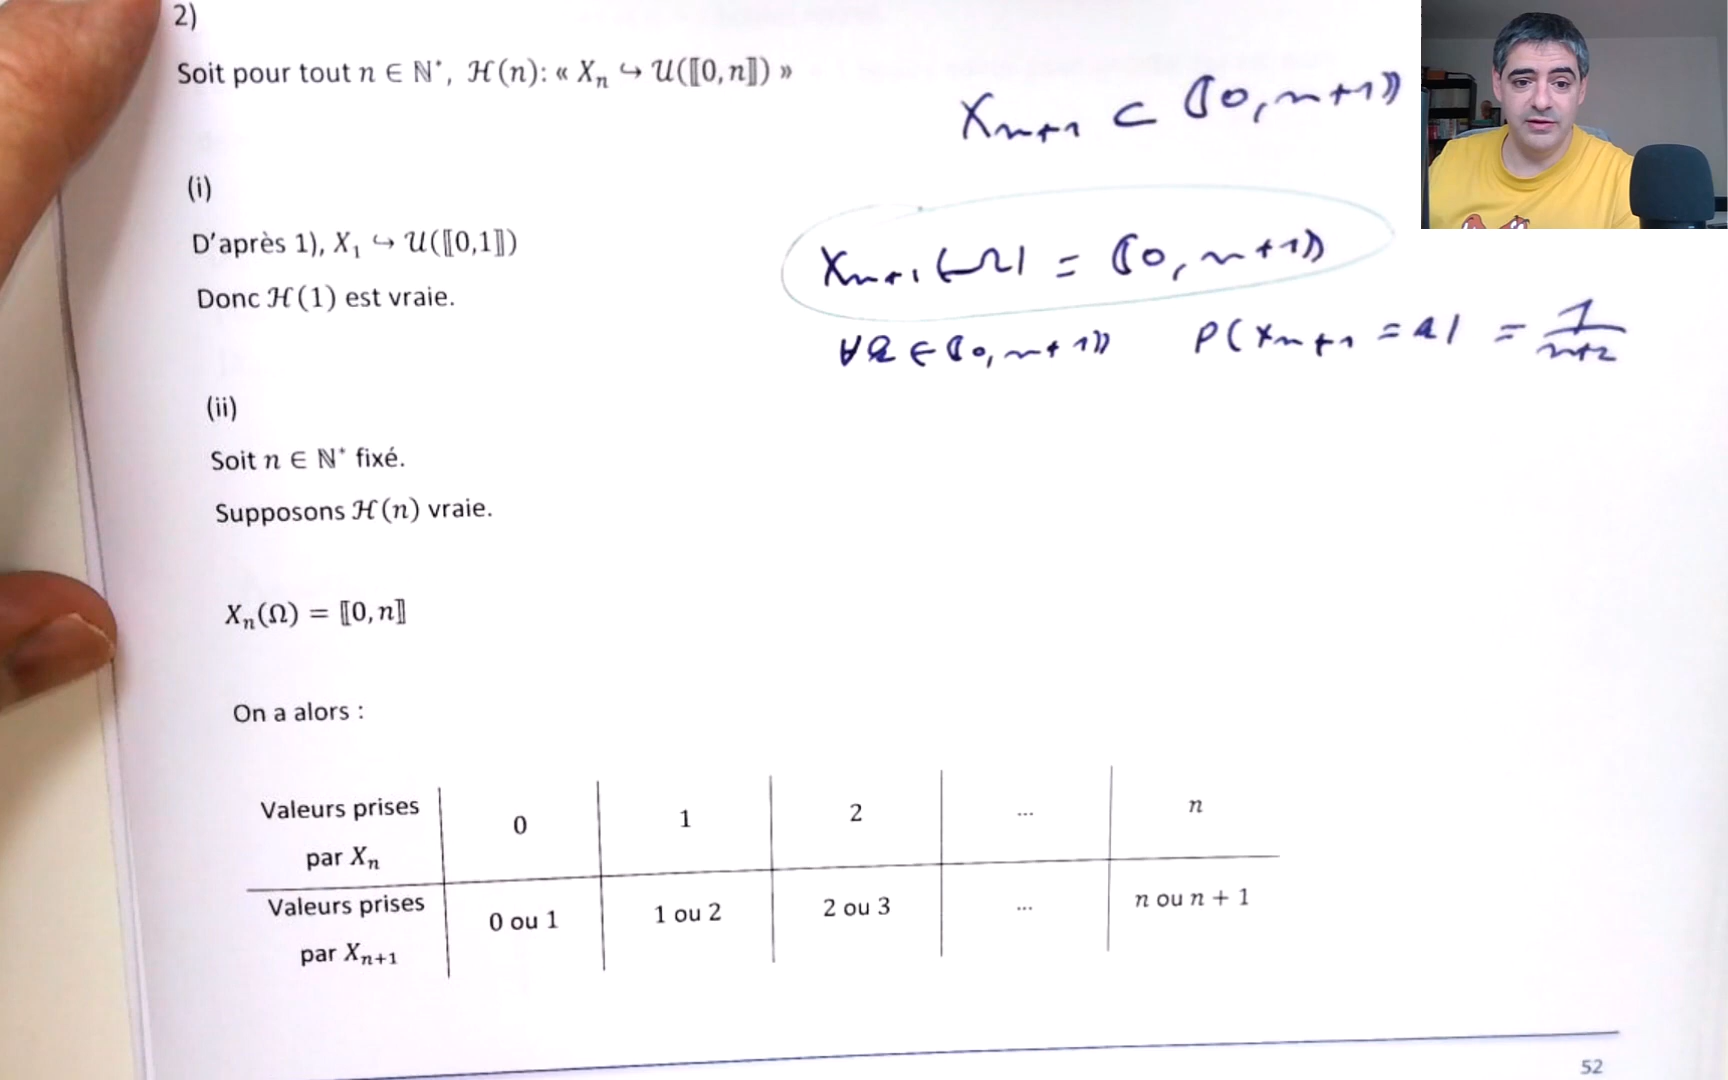 2)
Soit pour tout n ∈ ℕ*, ℋ(n): « Xₙ ↪ 𝒰(⟦0,n⟧) »
Xₙ₊₁ ⊂ ⟦0,n+1⟧
(i)
D'après 1), X₁ ↪ 𝒰(⟦0,1⟧)
Xₙ₊₁(Ω) = ⟦0,n+1⟧
Donc ℋ(1) est vraie.
∀k ∈ ⟦0,n+1⟧ P(Xₙ₊₁ = k) = 1/(n+2)
(ii)
Soit n ∈ ℕ* fixé.
Supposons ℋ(n) vraie.
Xₙ(Ω) = ⟦0,n⟧
On a alors :
Valeurs prises par Xₙ 0 1 2 ... n
Valeurs prises par Xₙ₊₁ 0 ou 1 1 ou 2 2 ou 3 ... n ou n + 1
52